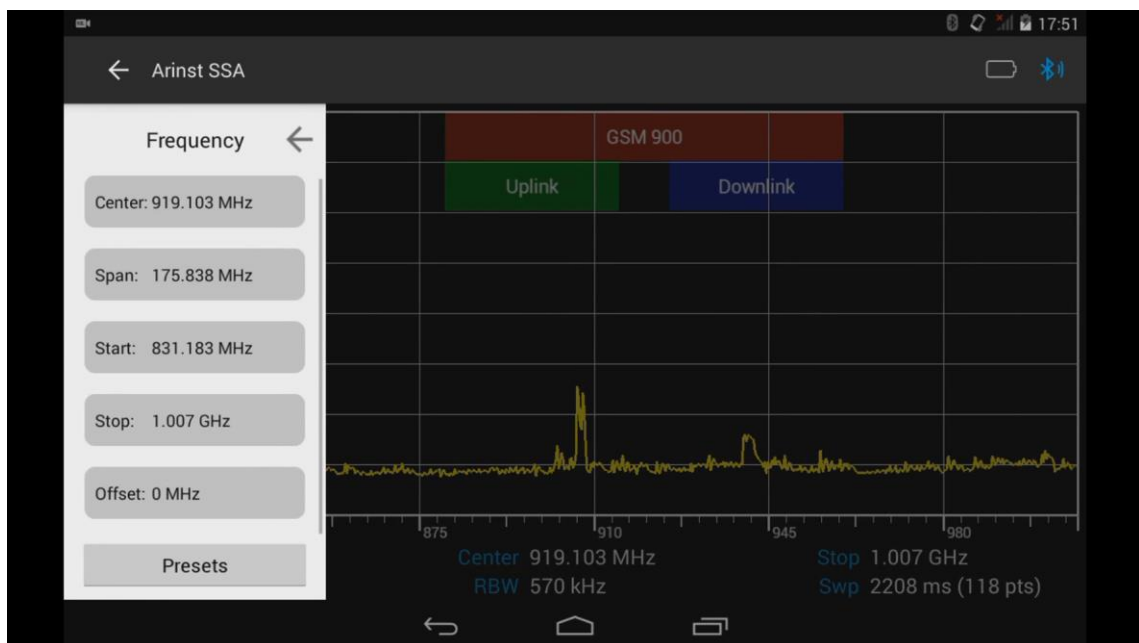 17:51
Arinst SSA
Frequency
Center: 919.103 MHz
Span: 175.838 MHz
Start: 831.183 MHz
Stop: 1.007 GHz
Offset: 0 MHz
Presets
GSM 900
Uplink
Downlink
875 910 945 980
Center 919.103 MHz
Stop 1.007 GHz
RBW 570 kHz
Swp 2208 ms (118 pts)